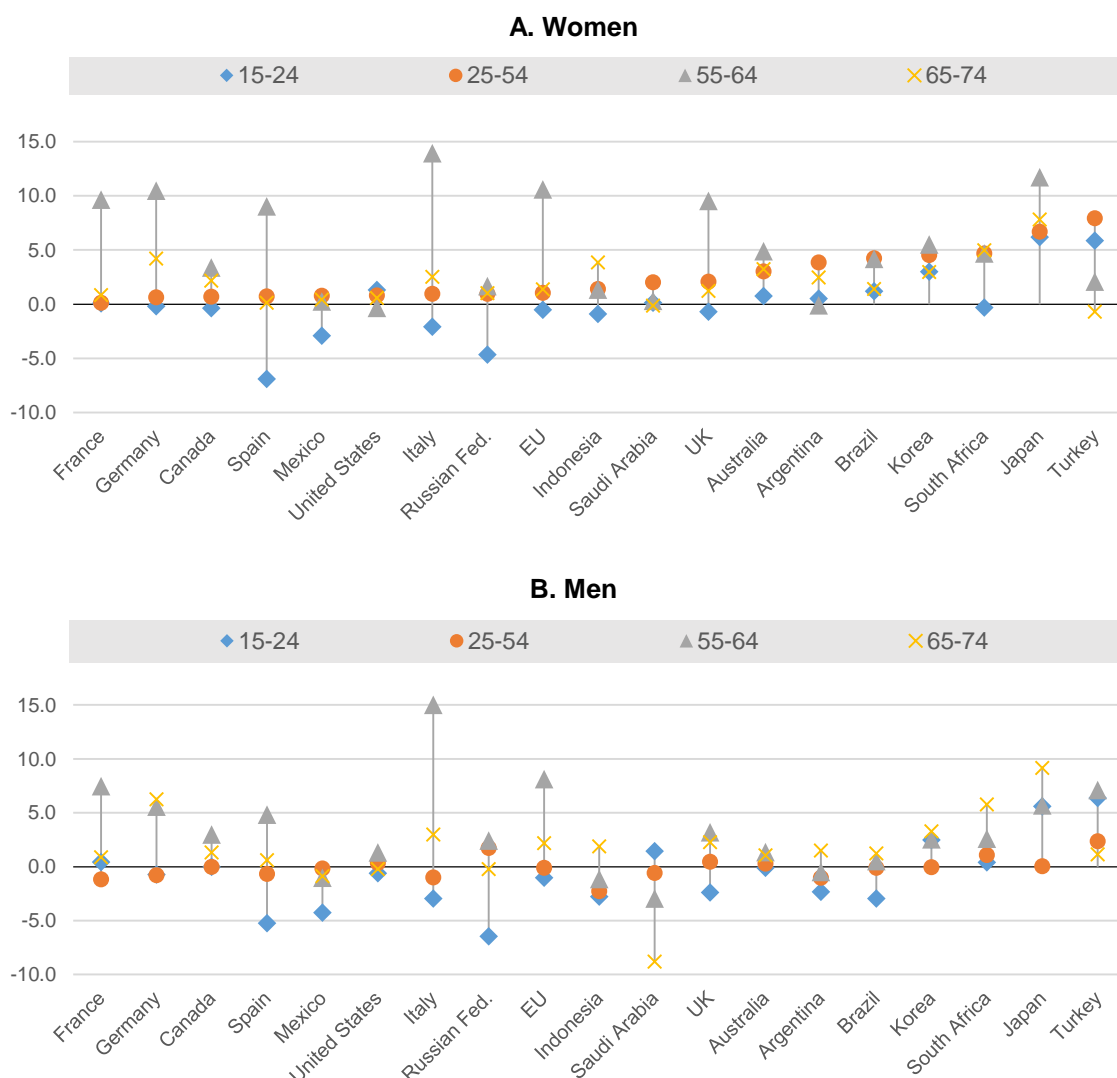 A. Women
15-24 25-54 55-64 65-74
15.0
10.0
5.0
0.0
-5.0
-10.0
France Germany Canada Spain Mexico United States Italy Russian Fed. EU Indonesia Saudi Arabia UK Australia Argentina Brazil Korea South Africa Japan Turkey
B. Men
15-24 25-54 55-64 65-74
15.0
10.0
5.0
0.0
-5.0
-10.0
France Germany Canada Spain Mexico United States Italy Russian Fed. EU Indonesia Saudi Arabia UK Australia Argentina Brazil Korea South Africa Japan Turkey